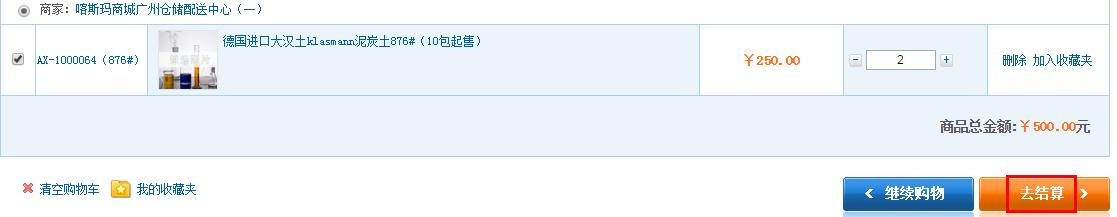 商家：喀斯玛商城广州仓储配送中心（一）
AX-1000064（876#） 德国进口大汉土klasmann泥炭土876#（10包起售） ￥250.00 - 2 + 删除 加入收藏夹
商品总金额:￥500.00元
清空购物车 我的收藏夹 继续购物 去结算